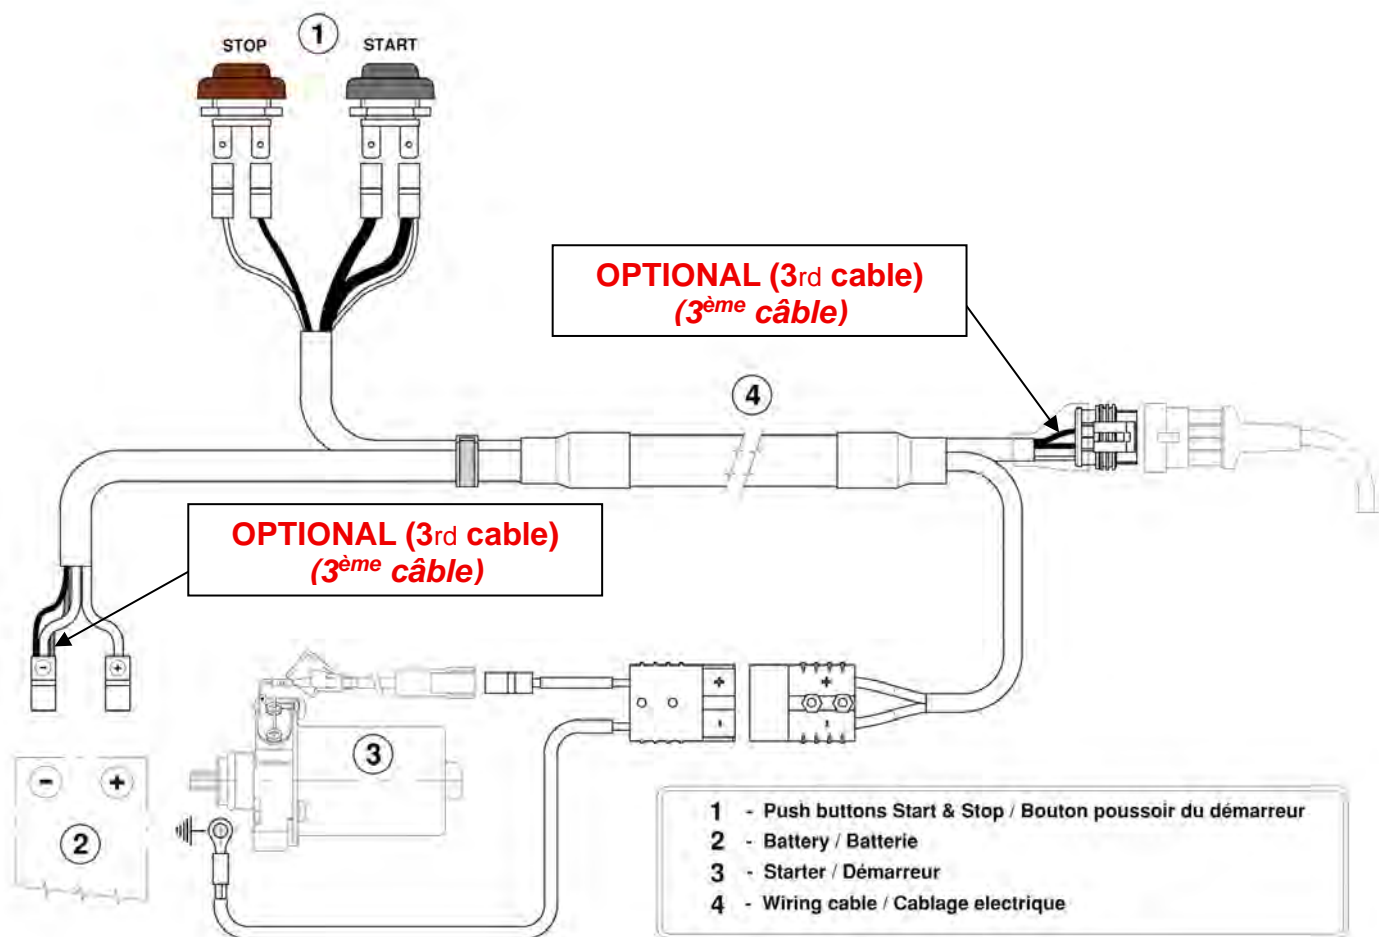 STOP
1
START
OPTIONAL (3rd cable)
(3ème câble)
4
OPTIONAL (3rd cable)
(3ème câble)
-
+
+
-
+
-
3
-
+
2
1 - Push buttons Start & Stop / Bouton poussoir du démarreur
2 - Battery / Batterie
3 - Starter / Démarreur
4 - Wiring cable / Cablage electrique